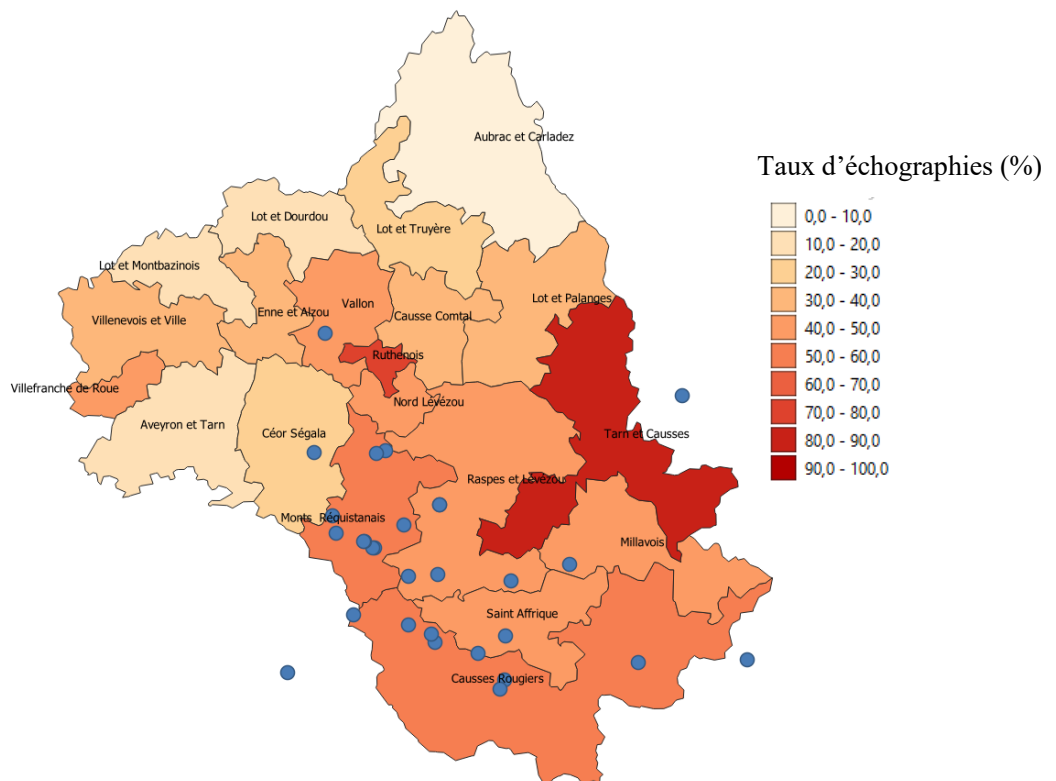 Aubrac et Carladez
Taux d’échographies (%)
0,0 - 10,0
10,0 - 20,0
20,0 - 30,0
30,0 - 40,0
40,0 - 50,0
50,0 - 60,0
60,0 - 70,0
70,0 - 80,0
80,0 - 90,0
90,0 - 100,0
Lot et Dourdou
Lot et Truyère
Lot et Montbazinois
Lot et Palanges
Vallon
Enne et Alzou
Causse Comtal
Villenevois et Ville
Ruthenois
Villefranche de Roue
Nord Lévézou
Aveyron et Tarn
Céor Ségala
Tarn et Causses
Raspes et Lévézou
Monts Réquistanais
Millavois
Saint Affrique
Causses Rougiers